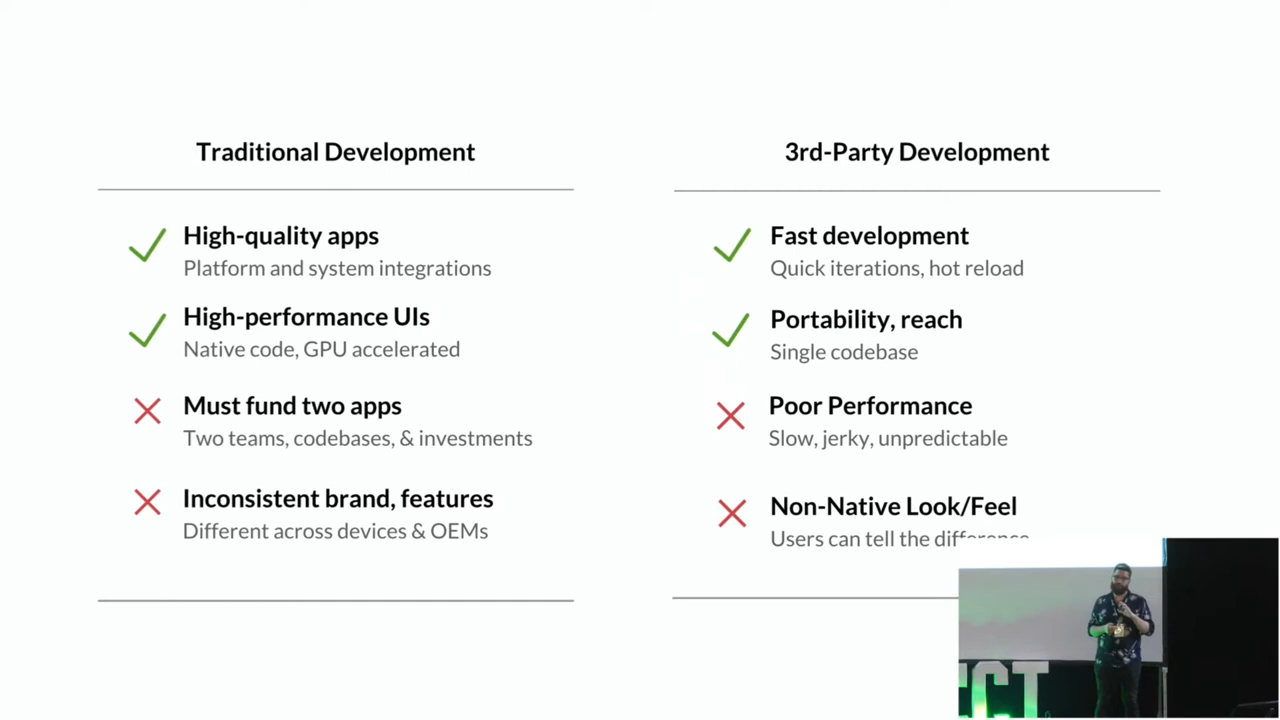 Traditional Development
High-quality apps
Platform and system integrations
High-performance UIs
Native code, GPU accelerated
Must fund two apps
Two teams, codebases, & investments
Inconsistent brand, features
Different across devices & OEMs
3rd-Party Development
Fast development
Quick iterations, hot reload
Portability, reach
Single codebase
Poor Performance
Slow, jerky, unpredictable
Non-Native Look/Feel
Users can tell the difference
CT